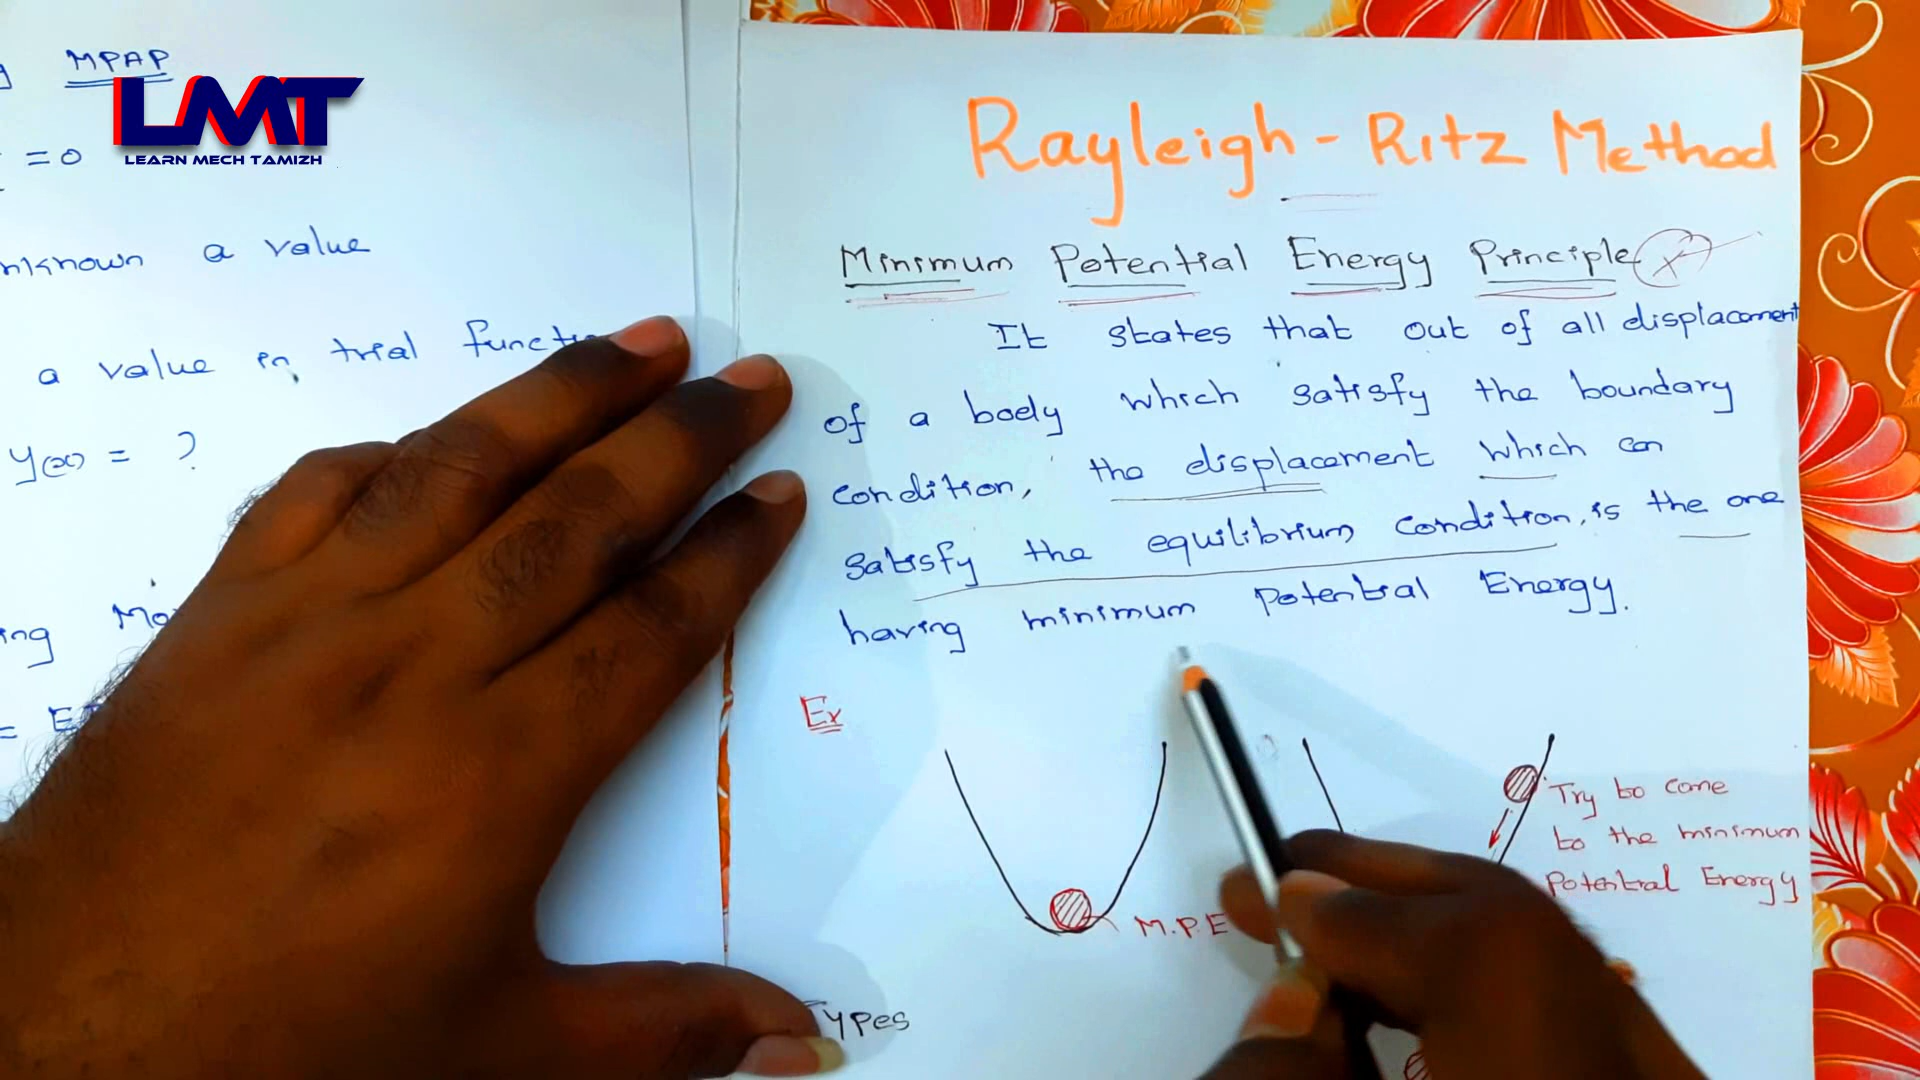 MPAP
LMT
LEARN MECH TAMIZH
=0
a value
a value in trial
y(x) = ?
Rayleigh - Ritz Method
Minimum Potential Energy Principle
It states that out of all displacement
of a body which satisfy the boundary
condition, the displacement which can
satisfy the equilibrium condition, is the one
having minimum potential Energy.
Ex
M.P.E
Try to come
to the minimum
Potential Energy
Types